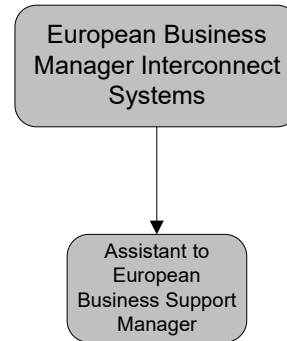 European Business
Manager Interconnect
Systems
Assistant to
European
Business Support
Manager